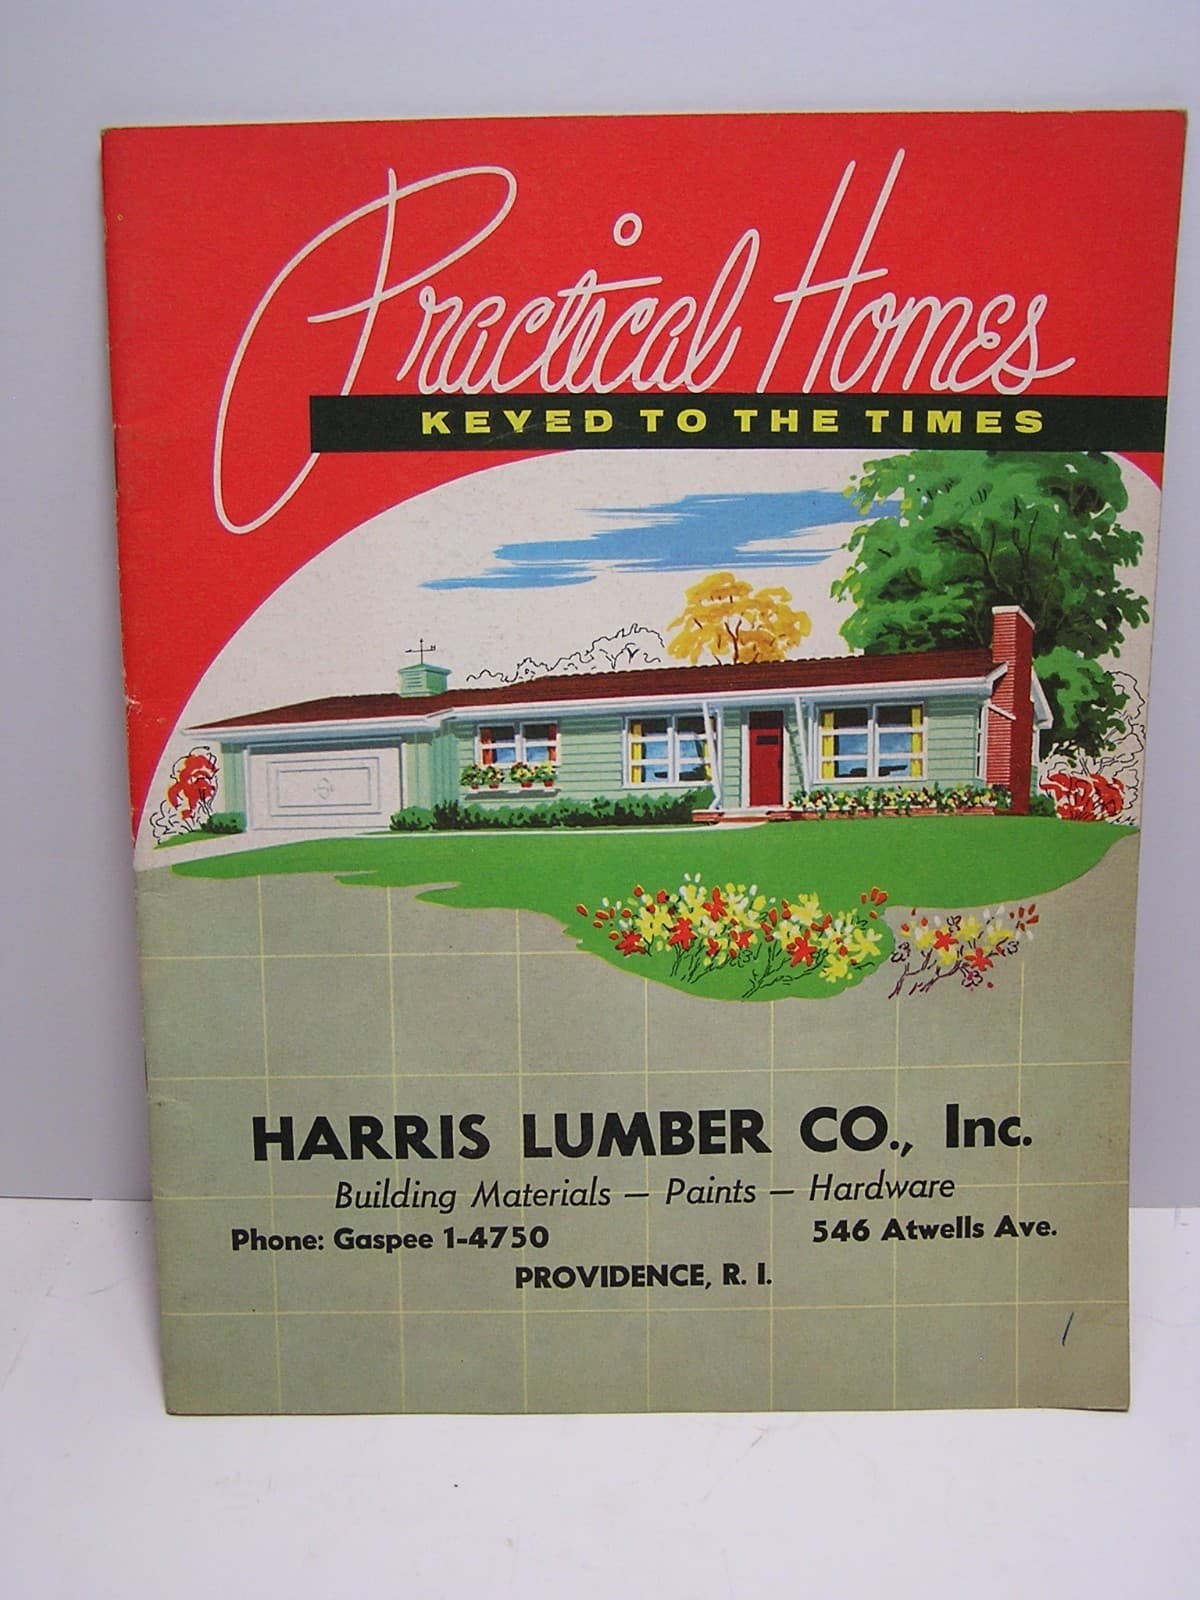 Practical Homes
KEYED TO THE TIMES
HARRIS LUMBER CO., Inc.
Building Materials — Paints — Hardware
Phone: Gaspee 1-4750 546 Atwells Ave.
PROVIDENCE, R. I.